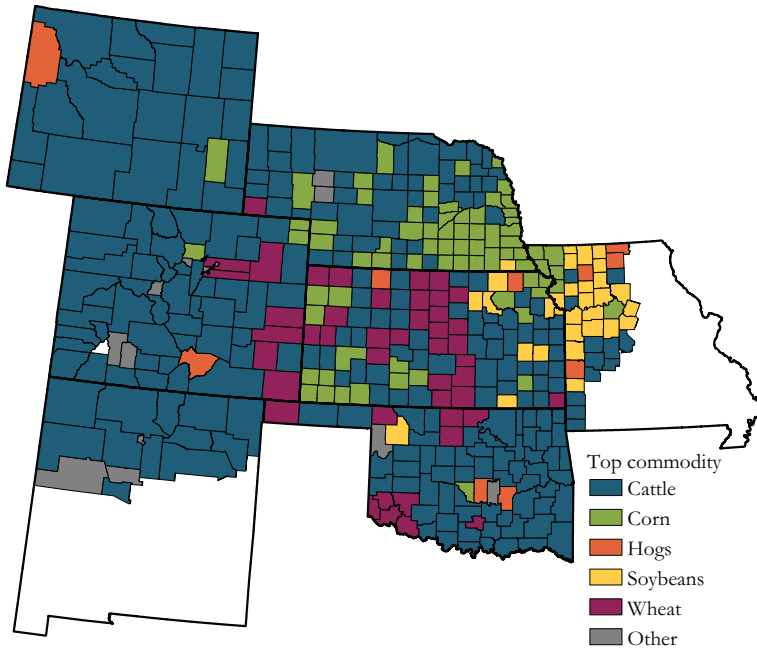 Top commodity
Cattle
Corn
Hogs
Soybeans
Wheat
Other